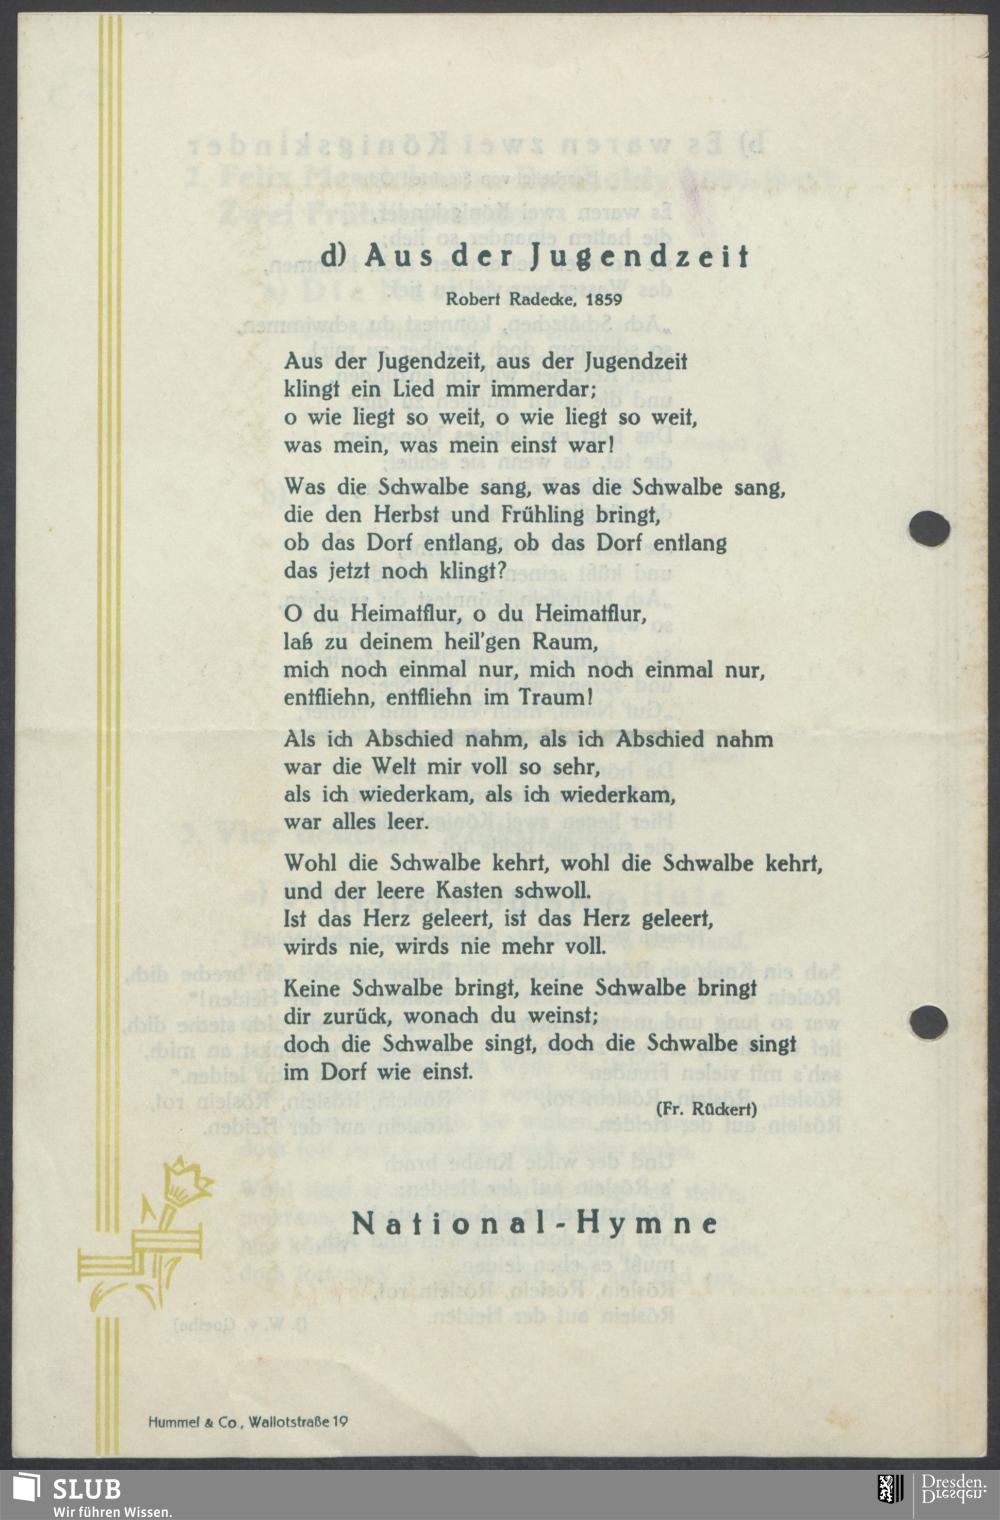 d) Aus der Jugendzeit
Robert Radecke, 1859
Aus der Jugendzeit, aus der Jugendzeit
klingt ein Lied mir immerdar;
o wie liegt so weit, o wie liegt so weit,
was mein, was mein einst war!
Was die Schwalbe sang, was die Schwalbe sang,
die den Herbst und Frühling bringt,
ob das Dorf entlang, ob das Dorf entlang
das jetzt noch klingt?
O du Heimatflur, o du Heimatflur,
laß zu deinem heil'gen Raum,
mich noch einmal nur, mich noch einmal nur,
entfliehn, entfliehn im Traum!
Als ich Abschied nahm, als ich Abschied nahm
war die Welt mir voll so sehr,
als ich wiederkam, als ich wiederkam,
war alles leer.
Wohl die Schwalbe kehrt, wohl die Schwalbe kehrt,
und der leere Kasten schwoll.
Ist das Herz geleert, ist das Herz geleert,
wirds nie, wirds nie mehr voll.
Keine Schwalbe bringt, keine Schwalbe bringt
dir zurück, wonach du weinst;
doch die Schwalbe singt, doch die Schwalbe singt
im Dorf wie einst.
(Fr. Rückert)
National-Hymne
Hummel & Co., Wallotstraße 19
SLUB
Wir führen Wissen.
Dresden.
Dresden.